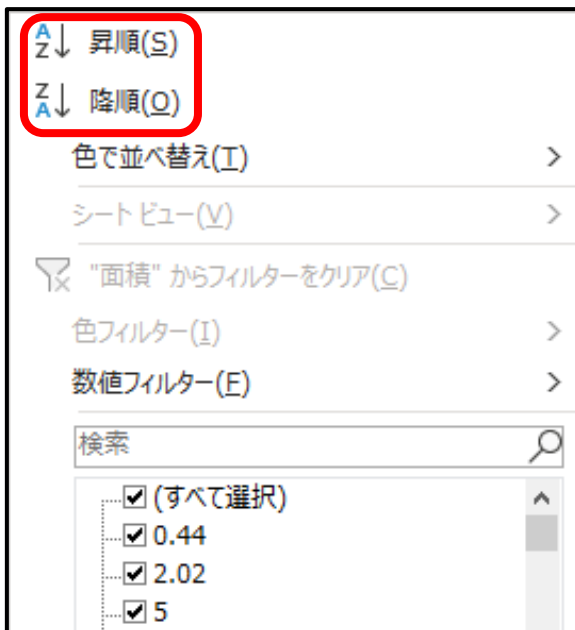 昇順(S)
降順(O)
色で並べ替え(T)
シート ビュー(V)
"面積" からフィルターをクリア(C)
色フィルター(I)
数値フィルター(F)
検索
(すべて選択)
0.44
2.02
5